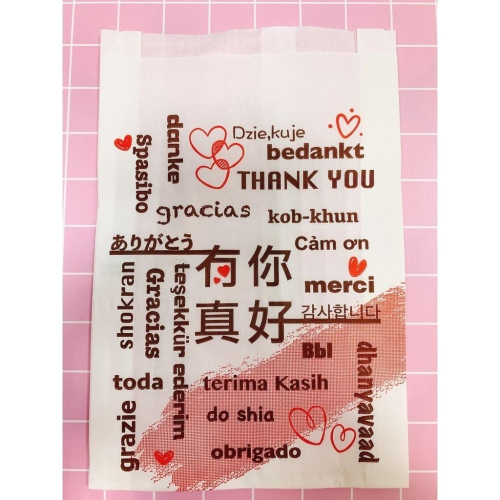 danke
Spasibo
Dzie,kuje
bedankt
THANK YOU
gracias
kob-khun
ありがとう
Cảm ơn
有你
真好
merci
감사합니다
shokran
Gracias
teşekkür ederim
Bbl
dhanyavaad
toda
terima Kasih
do shia
grazie
obrigado